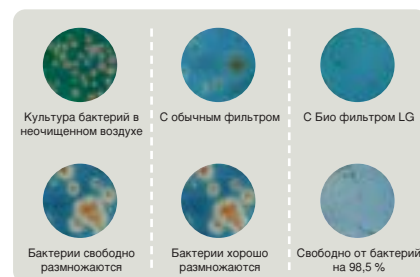 Культура бактерий в
неочищенном воздухе
С обычным фильтром
С Био фильтром LG
Бактерии свободно
размножаются
Бактерии хорошо
размножаются
Свободно от бактерий
на 98,5 %